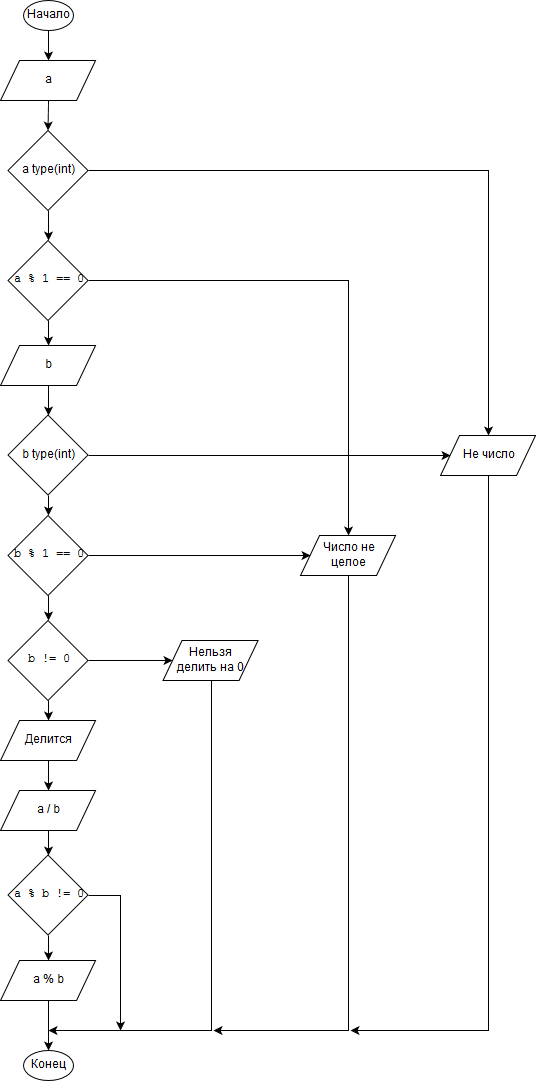 Начало
a
a type(int)
a % 1 == 0
b
b type(int)
Не число
b % 1 == 0
Число не
целое
b != 0
Нельзя
делить на 0
Делится
a / b
a % b != 0
a % b
Конец